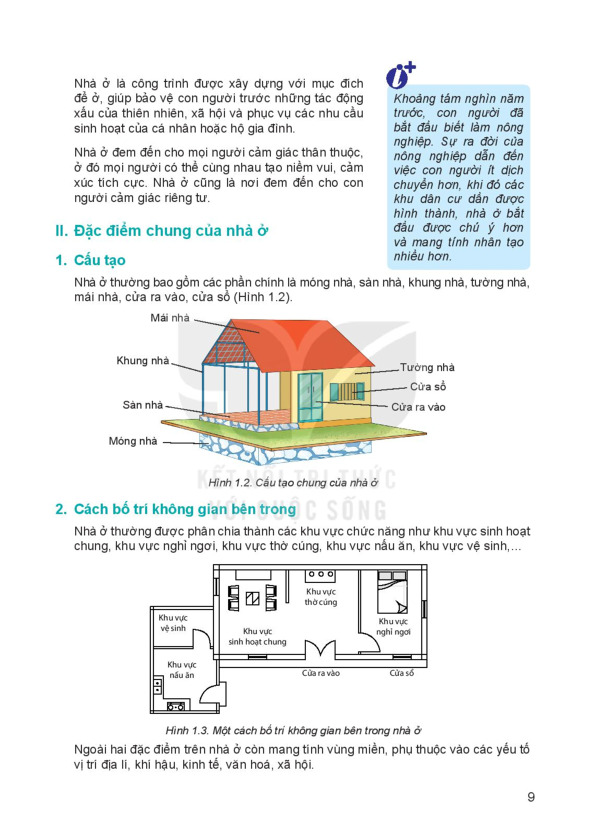 Nhà ở là công trình được xây dựng với mục đích
để ở, giúp bảo vệ con người trước những tác động
xấu của thiên nhiên, xã hội và phục vụ các nhu cầu
sinh hoạt của cá nhân hoặc hộ gia đình.
Nhà ở đem đến cho mọi người cảm giác thân thuộc,
ở đó mọi người có thể cùng nhau tạo niềm vui, cảm
xúc tích cực. Nhà ở cũng là nơi đem đến cho con
người cảm giác riêng tư.
i+
Khoảng tám nghìn năm
trước, con người đã
bắt đầu biết làm nông
nghiệp. Sự ra đời của
nông nghiệp dẫn đến
việc con người ít dịch
chuyển hơn, khi đó các
khu dân cư dần được
hình thành, nhà ở bắt
đầu được chú ý hơn
và mang tính nhân tạo
nhiều hơn.
II. Đặc điểm chung của nhà ở
1. Cấu tạo
Nhà ở thường bao gồm các phần chính là móng nhà, sàn nhà, khung nhà, tường nhà,
mái nhà, cửa ra vào, cửa sổ (Hình 1.2).
Mái nhà
Khung nhà
Sàn nhà
Móng nhà
Tường nhà
Cửa sổ
Cửa ra vào
KẾT NỐI TRI THỨC
VỚI CUỘC SỐNG
Hình 1.2. Cấu tạo chung của nhà ở
2. Cách bố trí không gian bên trong
Nhà ở thường được phân chia thành các khu vực chức năng như khu vực sinh hoạt
chung, khu vực nghỉ ngơi, khu vực thờ cúng, khu vực nấu ăn, khu vực vệ sinh,...
Khu vực
thờ cúng
Khu vực
vệ sinh
Khu vực
sinh hoạt chung
Khu vực
nghỉ ngơi
Khu vực
nấu ăn
Cửa ra vào
Cửa sổ
Hình 1.3. Một cách bố trí không gian bên trong nhà ở
Ngoài hai đặc điểm trên nhà ở còn mang tính vùng miền, phụ thuộc vào các yếu tố
vị trí địa lí, khí hậu, kinh tế, văn hoá, xã hội.
9